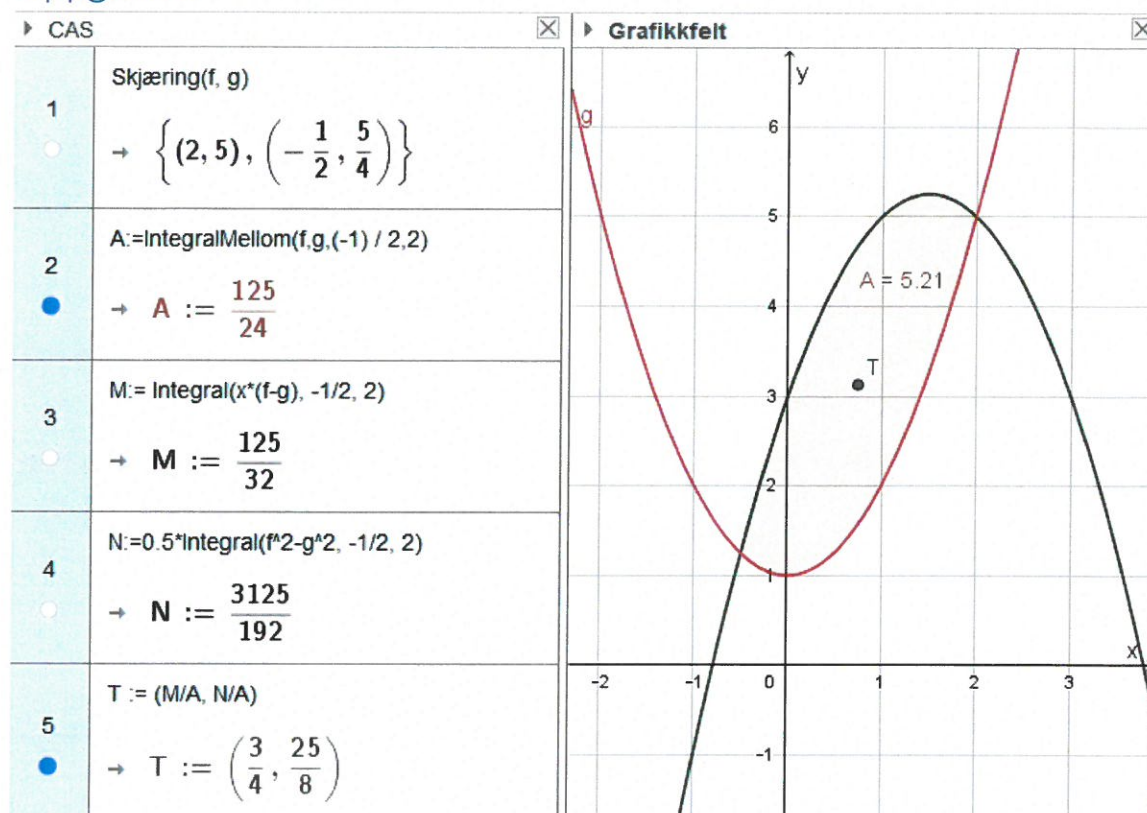 CAS
Grafikkfelt
1
Skjæring(f, g)
→ {(2, 5), (−1/2, 5/4)}
2
A:=IntegralMellom(f,g,(-1) / 2,2)
→ A := 125/24
3
M:= Integral(x*(f-g), -1/2, 2)
→ M := 125/32
4
N:=0.5*Integral(f^2-g^2, -1/2, 2)
→ N := 3125/192
5
T := (M/A, N/A)
→ T := (3/4, 25/8)
y
g
6
5
A = 5.21
4
T
3
2
1
x
-2 -1 0 1 2 3
-1